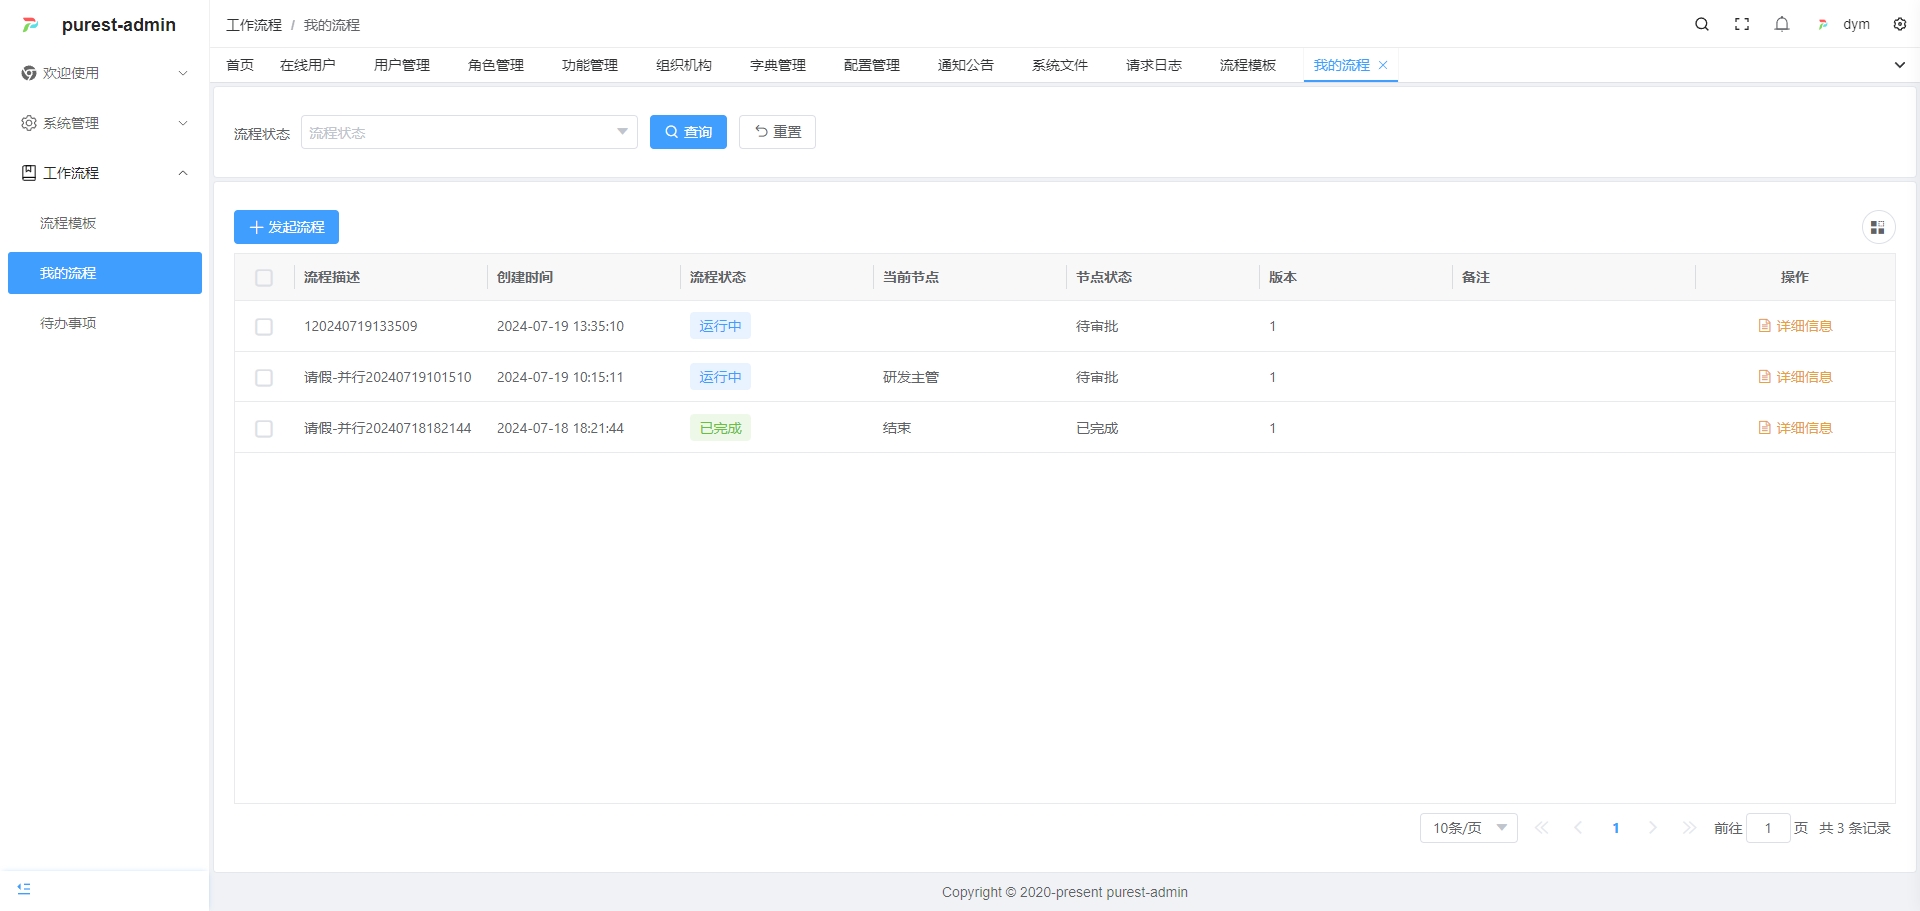 purest-admin
工作流程 / 我的流程
dym
欢迎使用
系统管理
工作流程
流程模板
我的流程
待办事项
首页 在线用户 用户管理 角色管理 功能管理 组织机构 字典管理 配置管理 通知公告 系统文件 请求日志 流程模板 我的流程
流程状态 流程状态 查询 重置
发起流程
流程描述 创建时间 流程状态 当前节点 节点状态 版本 备注 操作
120240719133509 2024-07-19 13:35:10 运行中 待审批 1 详细信息
请假-并行20240719101510 2024-07-19 10:15:11 运行中 研发主管 待审批 1 详细信息
请假-并行20240718182144 2024-07-18 18:21:44 已完成 结束 已完成 1 详细信息
10条/页 1 前往 1 页 共 3 条记录
Copyright © 2020-present purest-admin